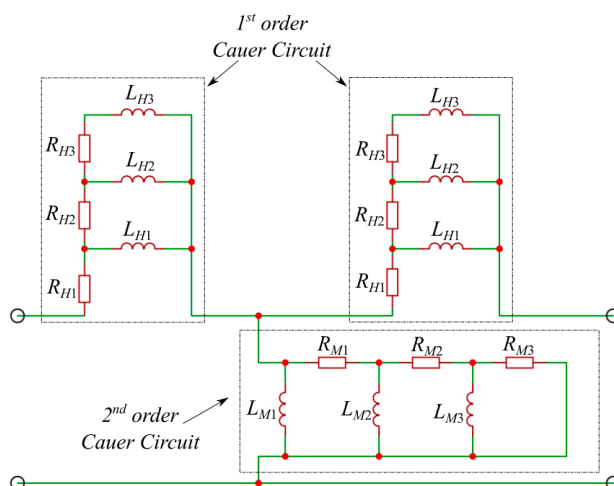 1st order
Cauer Circuit
LH3 LH3
RH3 RH3
LH2 LH2
RH2 RH2
LH1 LH1
RH1 RH1
RM1 RM2 RM3
LM1 LM2 LM3
2nd order
Cauer Circuit